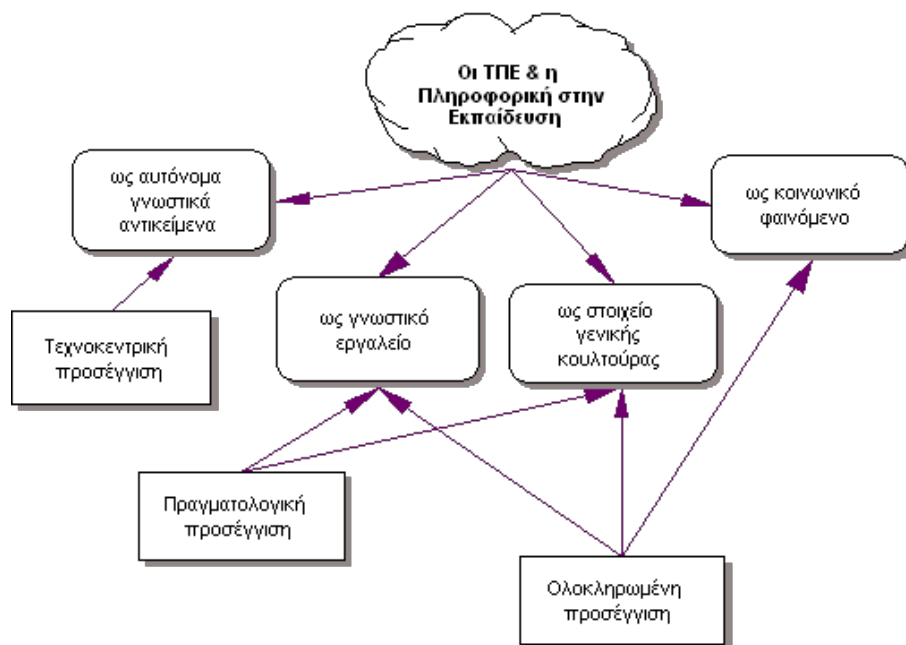 Οι ΤΠΕ & η
Πληροφορική στην
Εκπαίδευση
ως αυτόνομα
γνωστικά
αντικείμενα
ως κοινωνικό
φαινόμενο
ως γνωστικό
εργαλείο
ως στοιχείο
γενικής
κουλτούρας
Τεχνοκεντρική
προσέγγιση
Πραγματολογική
προσέγγιση
Ολοκληρωμένη
προσέγγιση